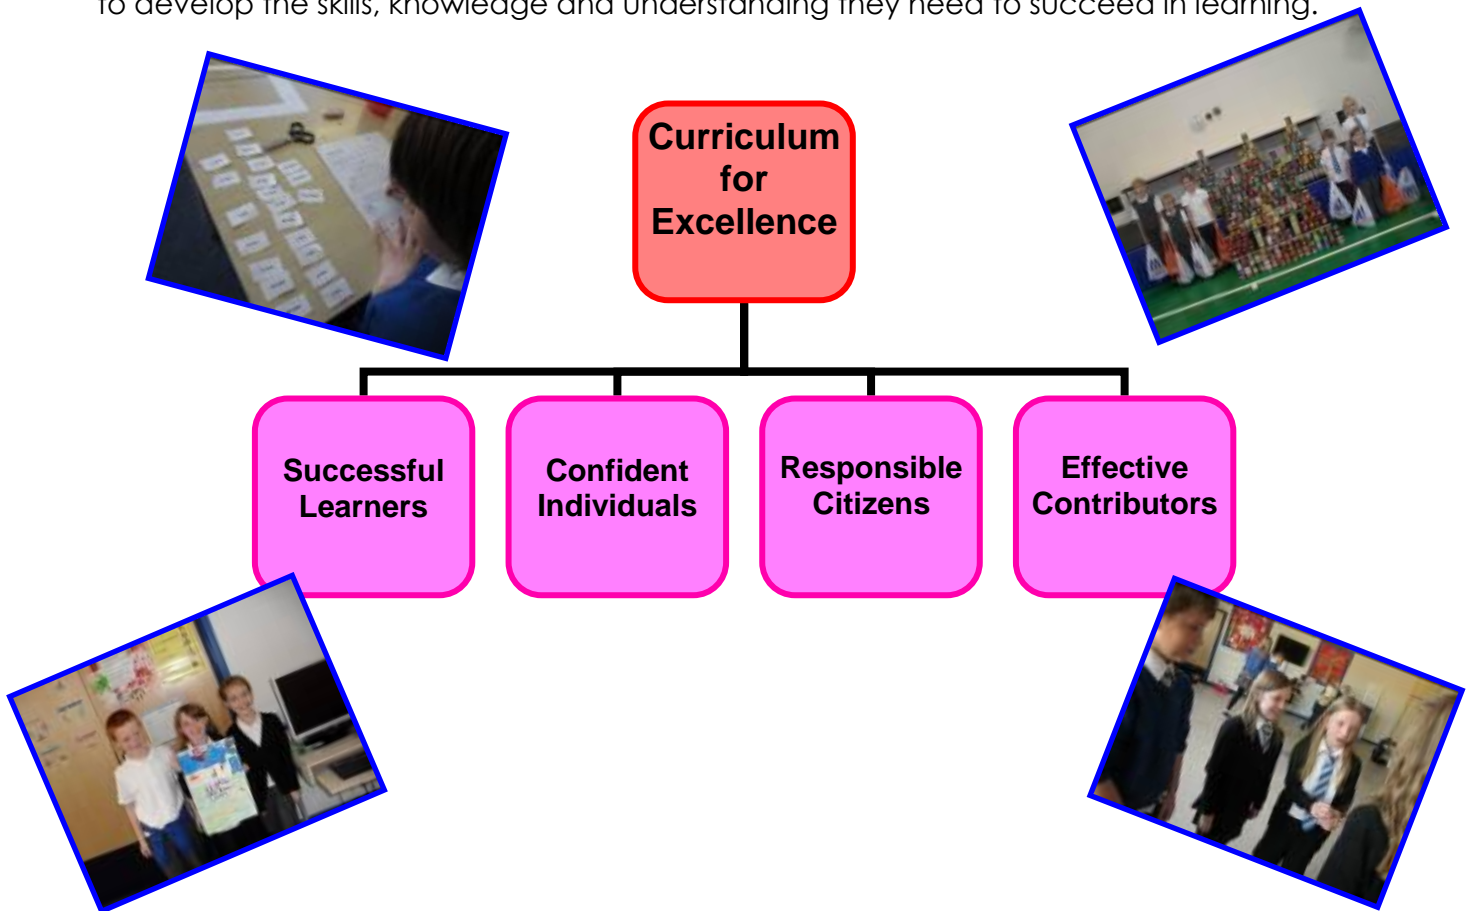 to develop the skills, knowledge and understanding they need to succeed in learning.
Curriculum
for
Excellence
Successful
Learners
Confident
Individuals
Responsible
Citizens
Effective
Contributors